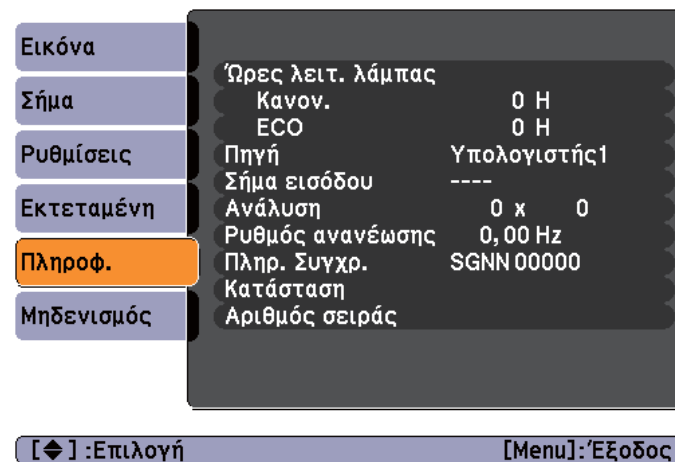 Εικόνα
Σήμα
Ρυθμίσεις
Εκτεταμένη
Πληροφ.
Μηδενισμός
Ώρες λειτ. λάμπας
Κανον. 0 H
ECO 0 H
Πηγή Υπολογιστής1
Σήμα εισόδου ----
Ανάλυση 0 x 0
Ρυθμός ανανέωσης 0,00 Hz
Πληρ. Συγχρ. SGNN 00000
Κατάσταση
Αριθμός σειράς
[◆] :Επιλογή [Menu]:Έξοδος